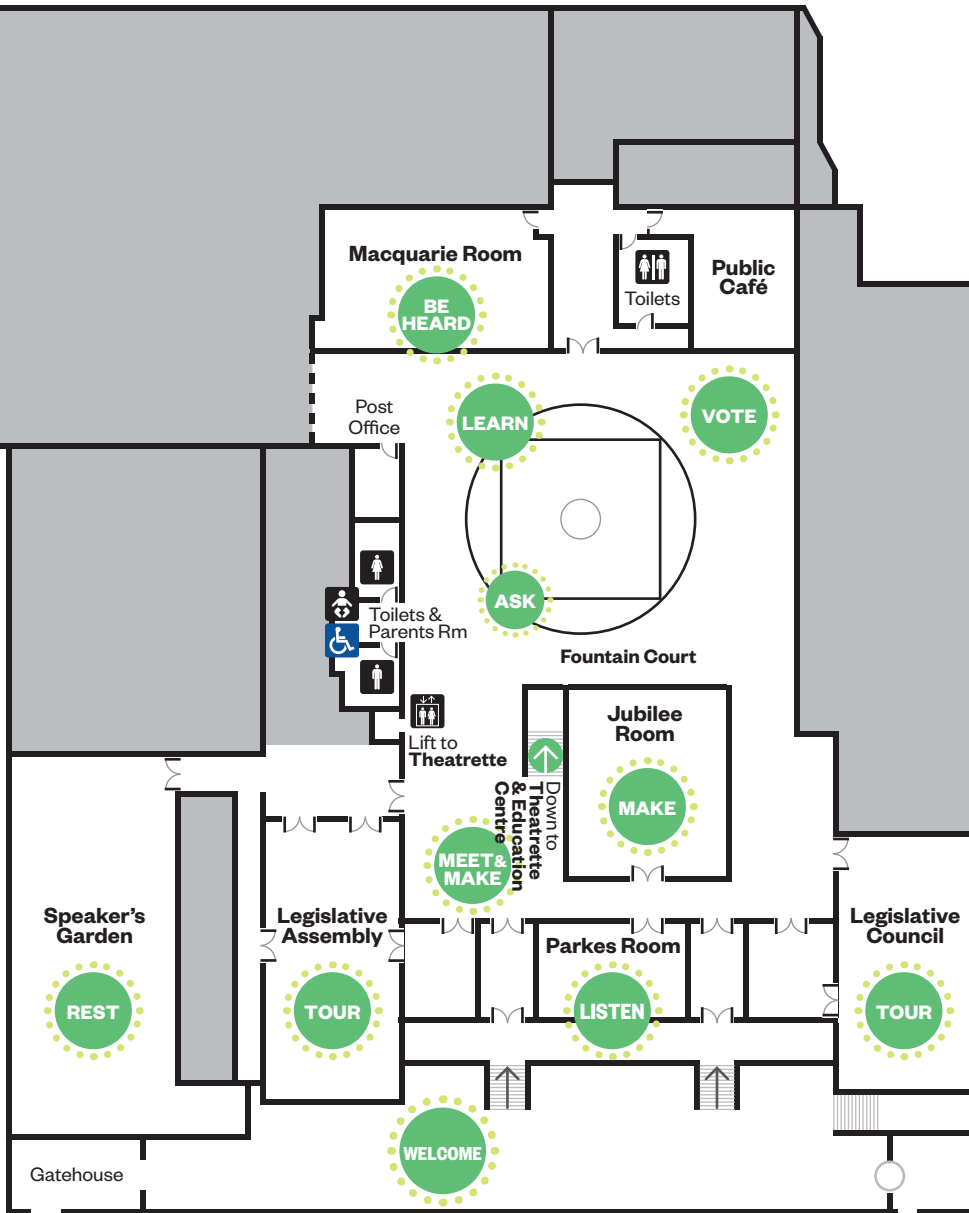 Macquarie Room
BE
HEARD
Toilets
Public
Café
Post
Office
LEARN
VOTE
ASK
Toilets &
Parents Rm
Fountain Court
Lift to
Theatrette
Down to
Theatrette
& Education
Centre
Jubilee
Room
MAKE
MEET &
MAKE
Speaker’s
Garden
REST
Legislative
Assembly
TOUR
Parkes Room
LISTEN
Legislative
Council
TOUR
WELCOME
Gatehouse